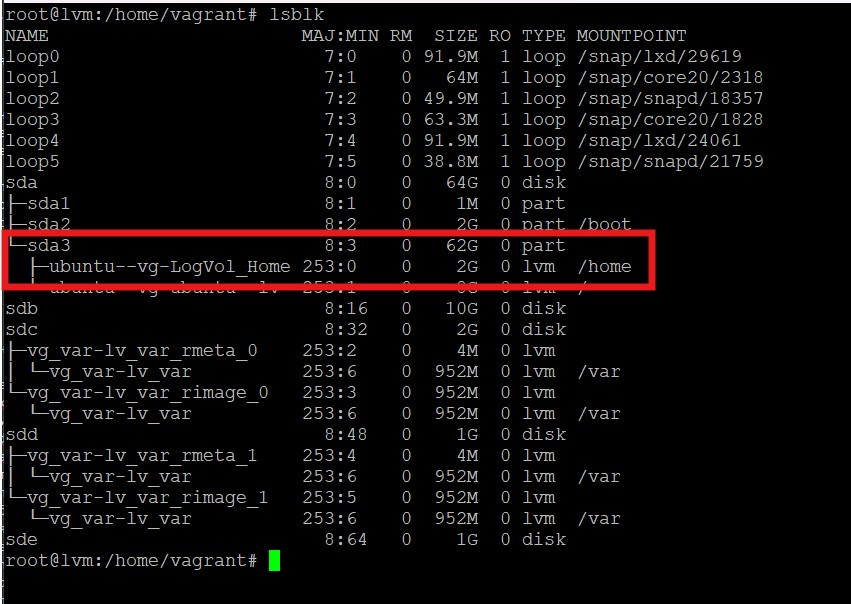 root@lvm:/home/vagrant# lsblk
NAME                       MAJ:MIN RM   SIZE RO TYPE MOUNTPOINT
loop0                        7:0    0  91.9M  1 loop /snap/lxd/29619
loop1                        7:1    0    64M  1 loop /snap/core20/2318
loop2                        7:2    0  49.9M  1 loop /snap/snapd/18357
loop3                        7:3    0  63.3M  1 loop /snap/core20/1828
loop4                        7:4    0  91.9M  1 loop /snap/lxd/24061
loop5                        7:5    0  38.8M  1 loop /snap/snapd/21759
sda                          8:0    0    64G  0 disk
├─sda1                       8:1    0     1M  0 part
├─sda2                       8:2    0     2G  0 part /boot
└─sda3                       8:3    0    62G  0 part
  ├─ubuntu--vg-LogVol_Home 253:0    0     2G  0 lvm  /home
  └─ubuntu--vg-ubuntu--lv  253:1    0     8G  0 lvm  /
sdb                          8:16   0    10G  0 disk
sdc                          8:32   0     2G  0 disk
├─vg_var-lv_var_rmeta_0    253:2    0     4M  0 lvm
│ └─vg_var-lv_var          253:6    0   952M  0 lvm  /var
└─vg_var-lv_var_rimage_0   253:3    0   952M  0 lvm
  └─vg_var-lv_var          253:6    0   952M  0 lvm  /var
sdd                          8:48   0     1G  0 disk
├─vg_var-lv_var_rmeta_1    253:4    0     4M  0 lvm
│ └─vg_var-lv_var          253:6    0   952M  0 lvm  /var
└─vg_var-lv_var_rimage_1   253:5    0   952M  0 lvm
  └─vg_var-lv_var          253:6    0   952M  0 lvm  /var
sde                          8:64   0     1G  0 disk
root@lvm:/home/vagrant#